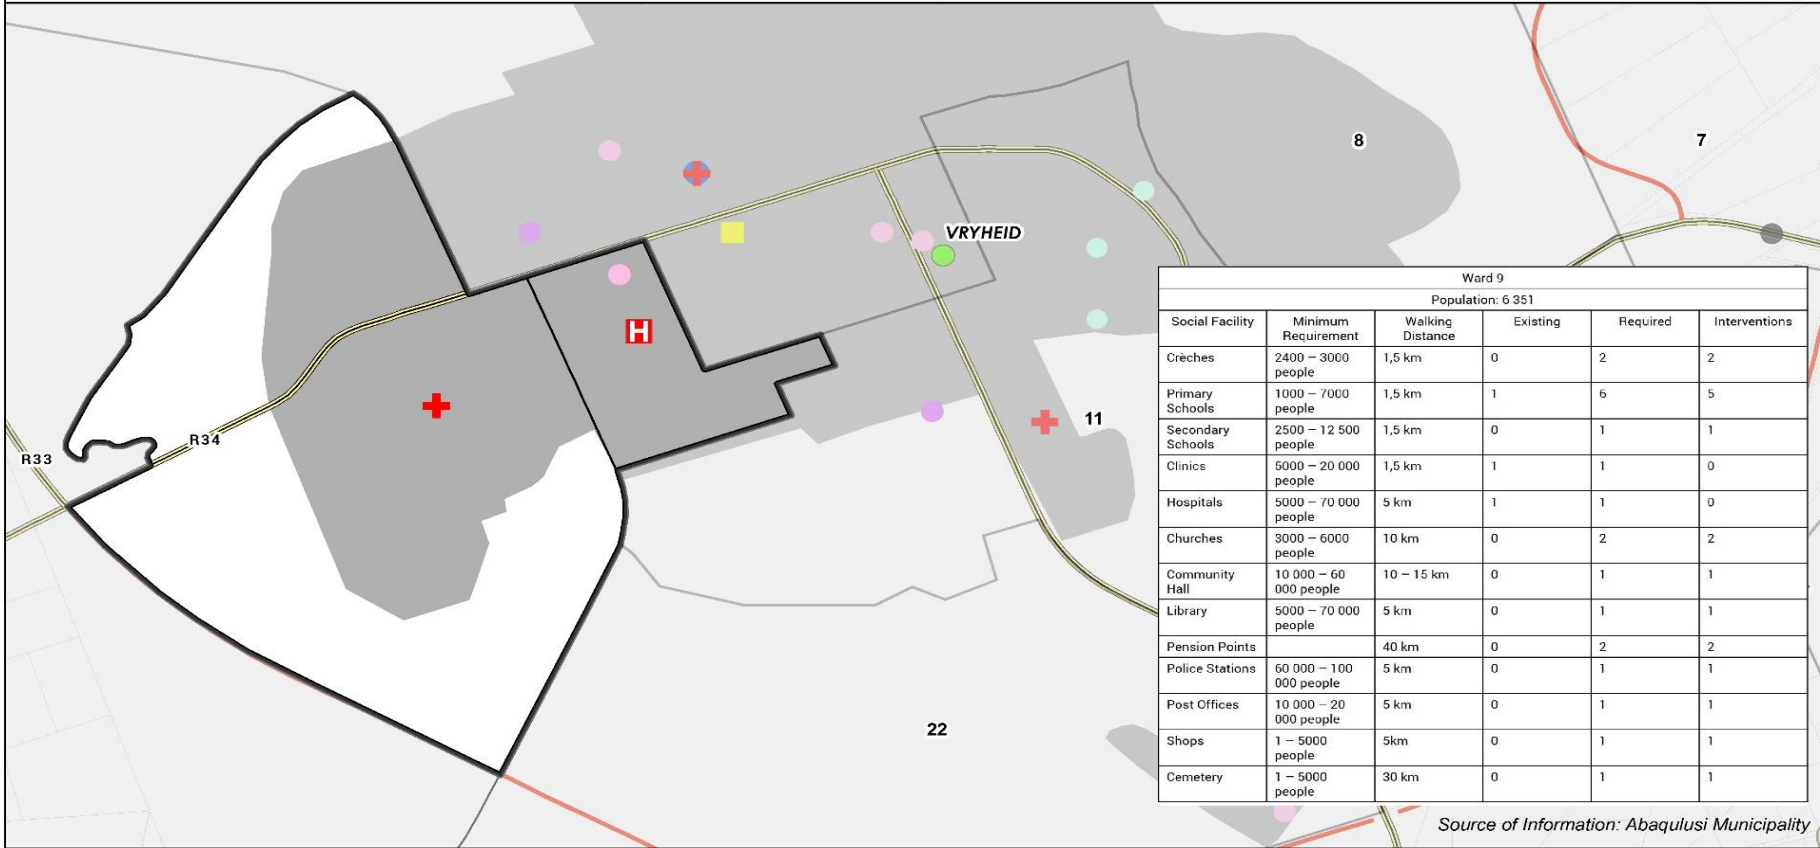 8
7
VRYHEID
H
R34
R33
11
22
Ward 9
Population: 6 351
Social Facility Minimum Requirement Walking Distance Existing Required Interventions
Crèches 2400 – 3000 people 1,5 km 0 2 2
Primary Schools 1000 – 7000 people 1,5 km 1 6 5
Secondary Schools 2500 – 12 500 people 1,5 km 0 1 1
Clinics 5000 – 20 000 people 1,5 km 1 1 0
Hospitals 5000 – 70 000 people 5 km 1 1 0
Churches 3000 – 6000 people 10 km 0 2 2
Community Hall 10 000 – 60 000 people 10 – 15 km 0 1 1
Library 5000 – 70 000 people 5 km 0 1 1
Pension Points 40 km 0 2 2
Police Stations 60 000 – 100 000 people 5 km 0 1 1
Post Offices 10 000 – 20 000 people 5 km 0 1 1
Shops 1 – 5000 people 5km 0 1 1
Cemetery 1 – 5000 people 30 km 0 1 1
Source of Information: Abaqulusi Municipality